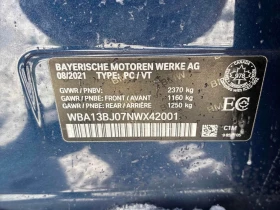 BAYERISCHE MOTOREN WERKE AG
08/2021 TYPE: PC / VT
GVWR / PNBV: 2370 kg
GAWR FRONT / PNBE AVANT 1160 kg
GAWR REAR / PNBE ARRIÈRE 1250 kg
WBA13BJ07NWX42001
C1M